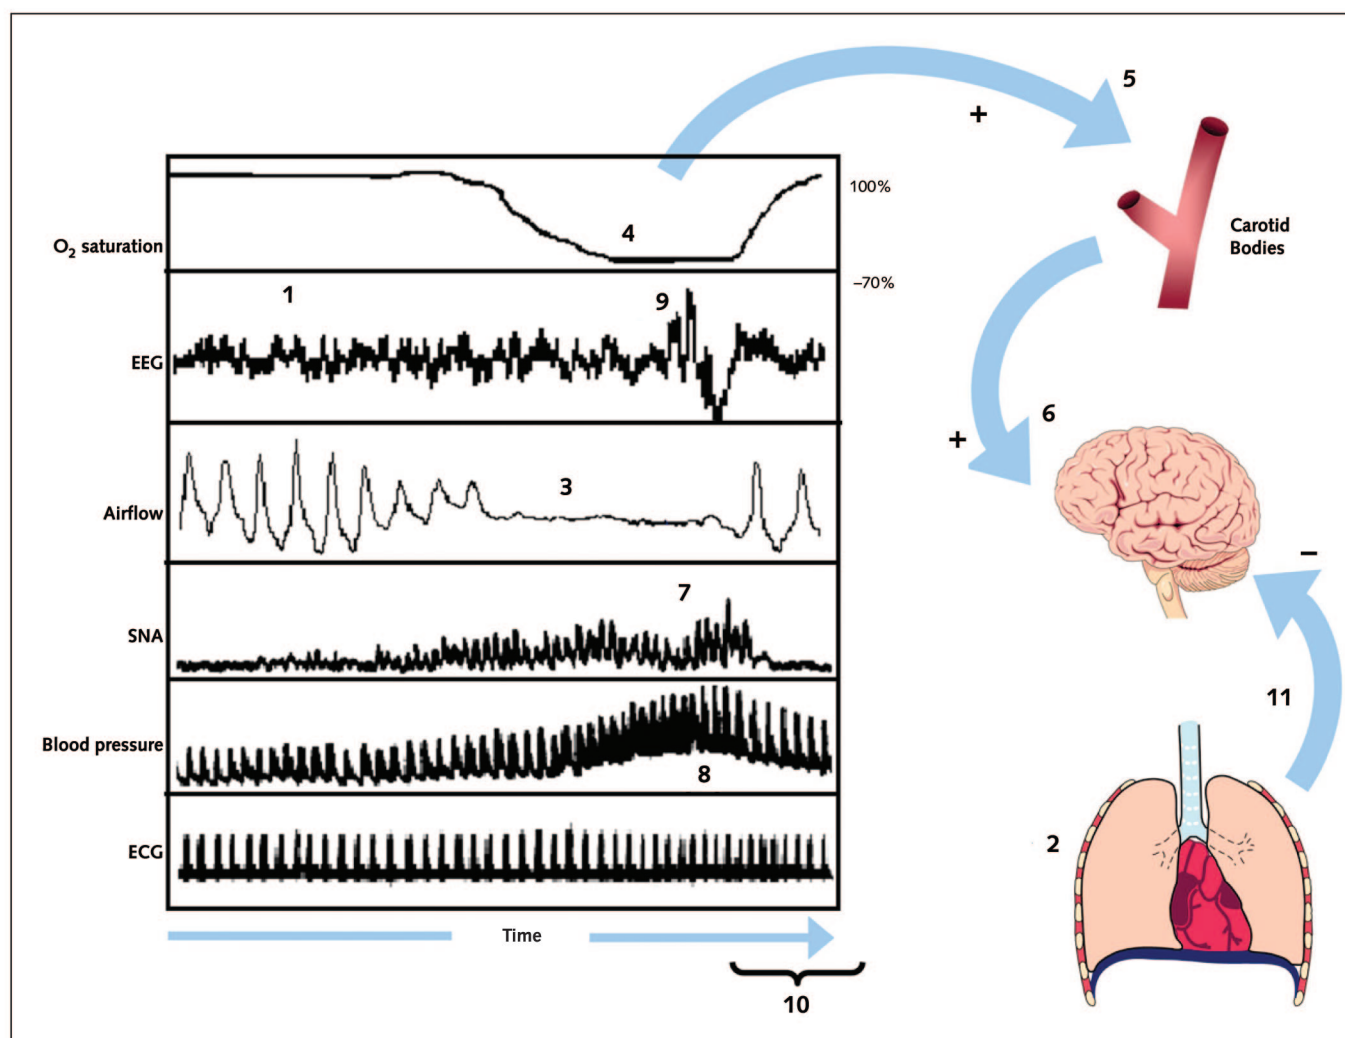 5
+
100%
4
O₂ saturation
Carotid
Bodies
–70%
1
9
EEG
6
+
3
Airflow
–
7
SNA
11
Blood pressure
8
ECG
2
Time
10